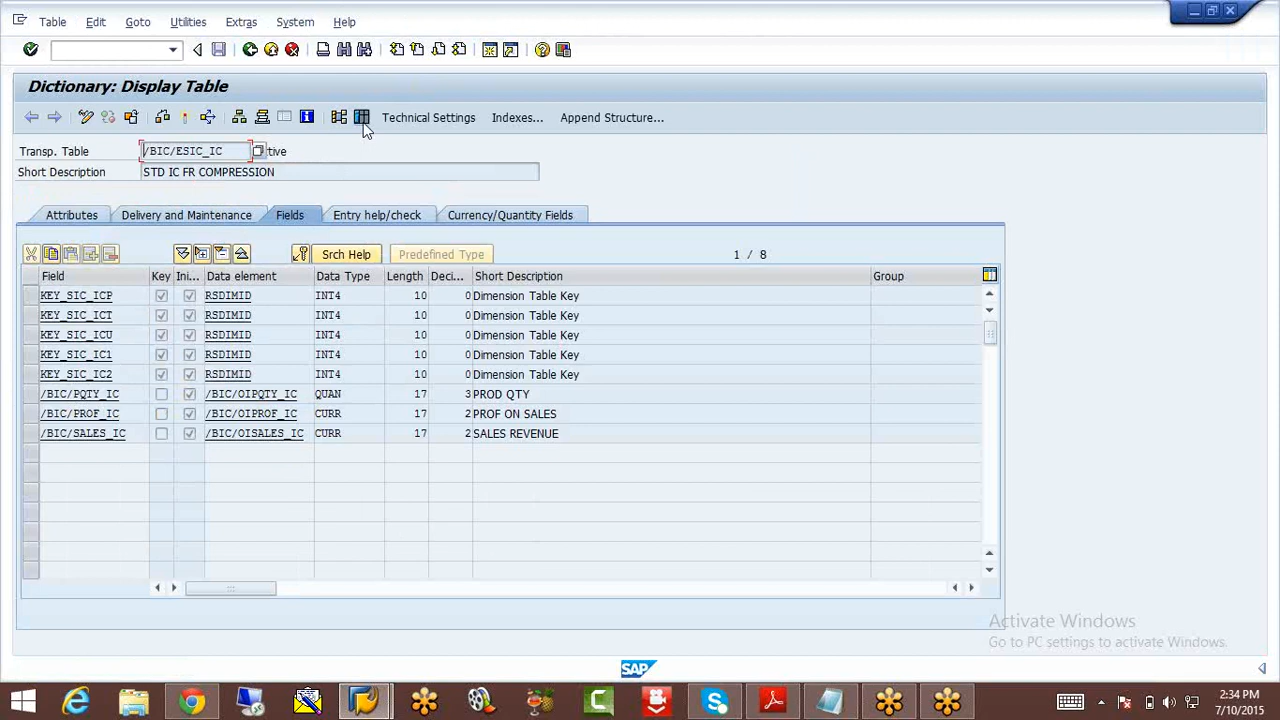 Table Edit Goto Utilities Extras System Help
Dictionary: Display Table
Technical Settings Indexes... Append Structure...
Transp. Table /BIC/ESIC_IC tive
Short Description STD IC FR COMPRESSION
Attributes Delivery and Maintenance Fields Entry help/check Currency/Quantity Fields
Srch Help Predefined Type 1 / 8
Field Key Ini... Data element Data Type Length Deci... Short Description Group
KEY_SIC_ICP RSDIMID INT4 10 0 Dimension Table Key
KEY_SIC_ICT RSDIMID INT4 10 0 Dimension Table Key
KEY_SIC_ICU RSDIMID INT4 10 0 Dimension Table Key
KEY_SIC_IC1 RSDIMID INT4 10 0 Dimension Table Key
KEY_SIC_IC2 RSDIMID INT4 10 0 Dimension Table Key
/BIC/PQTY_IC /BIC/OIPQTY_IC QUAN 17 3 PROD QTY
/BIC/PROF_IC /BIC/OIPROF_IC CURR 17 2 PROF ON SALES
/BIC/SALES_IC /BIC/OISALES_IC CURR 17 2 SALES REVENUE
Activate Windows
Go to PC settings to activate Windows.
SAP
2:34 PM
7/10/2015